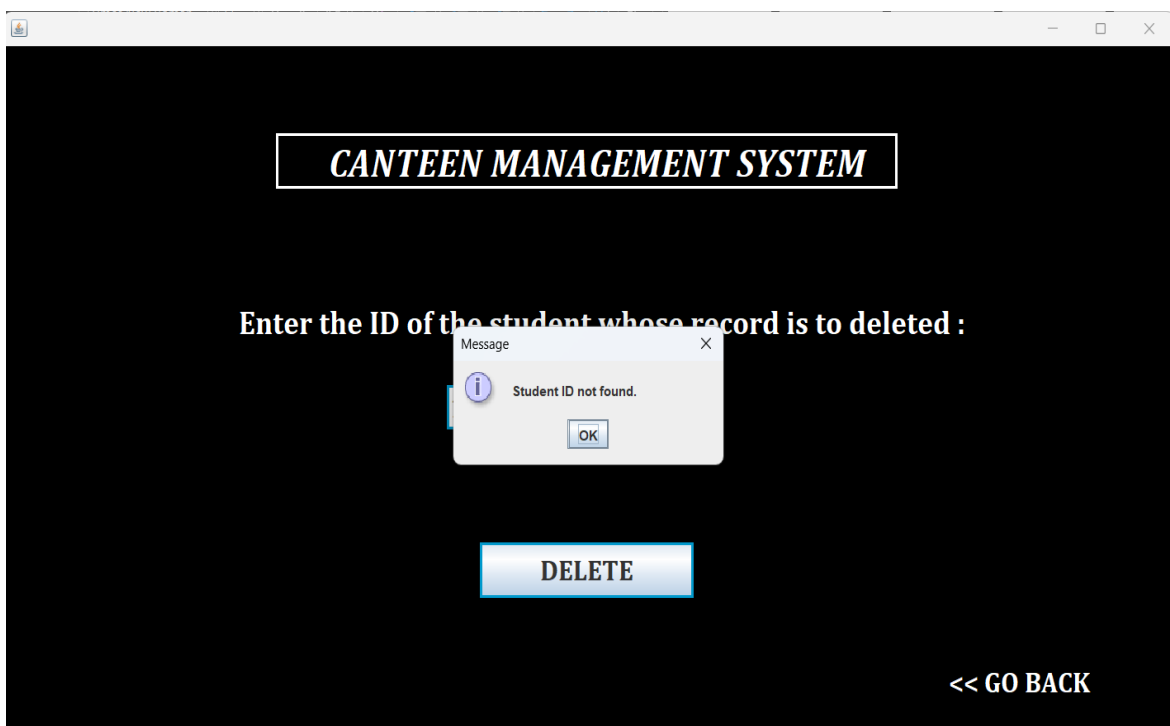 CANTEEN MANAGEMENT SYSTEM
Enter the ID of the student whose record is to deleted :
Message
Student ID not found.
OK
DELETE
<< GO BACK